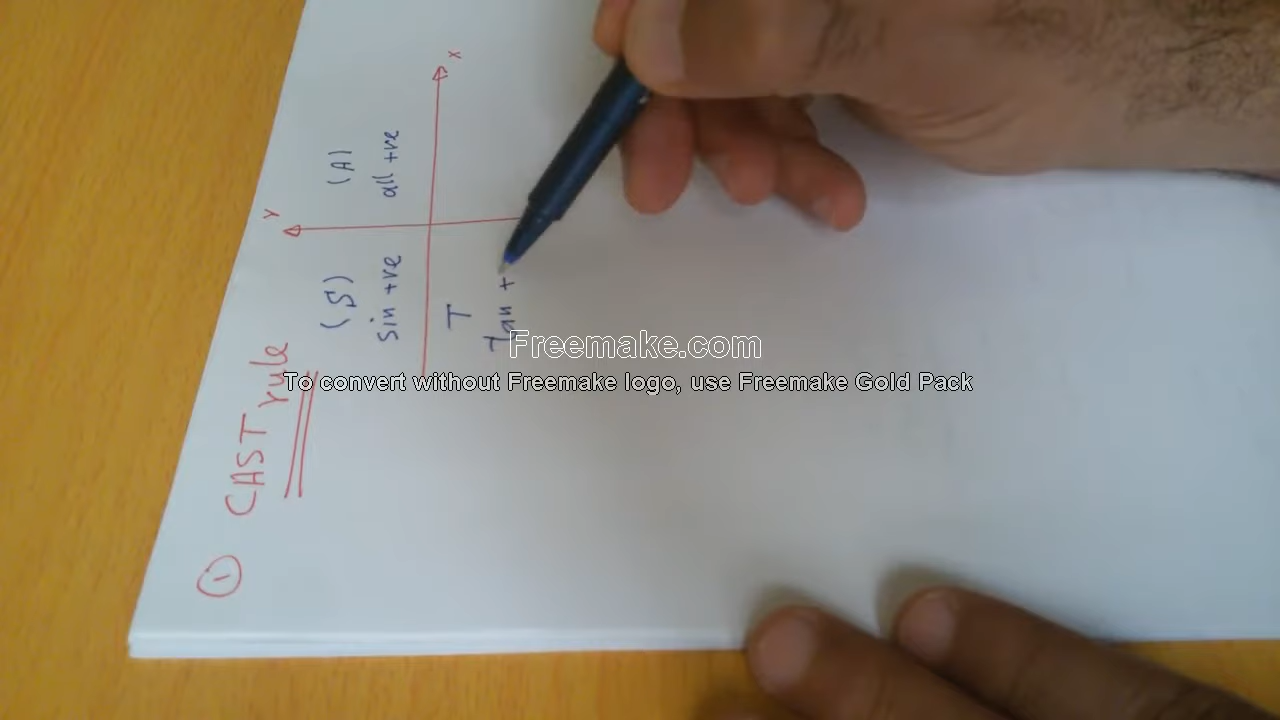 ① CAST rule
Y
(S)
(A)
sin +ve
all +ve
X
T
tan +
Freemake.com
To convert without Freemake logo, use Freemake Gold Pack